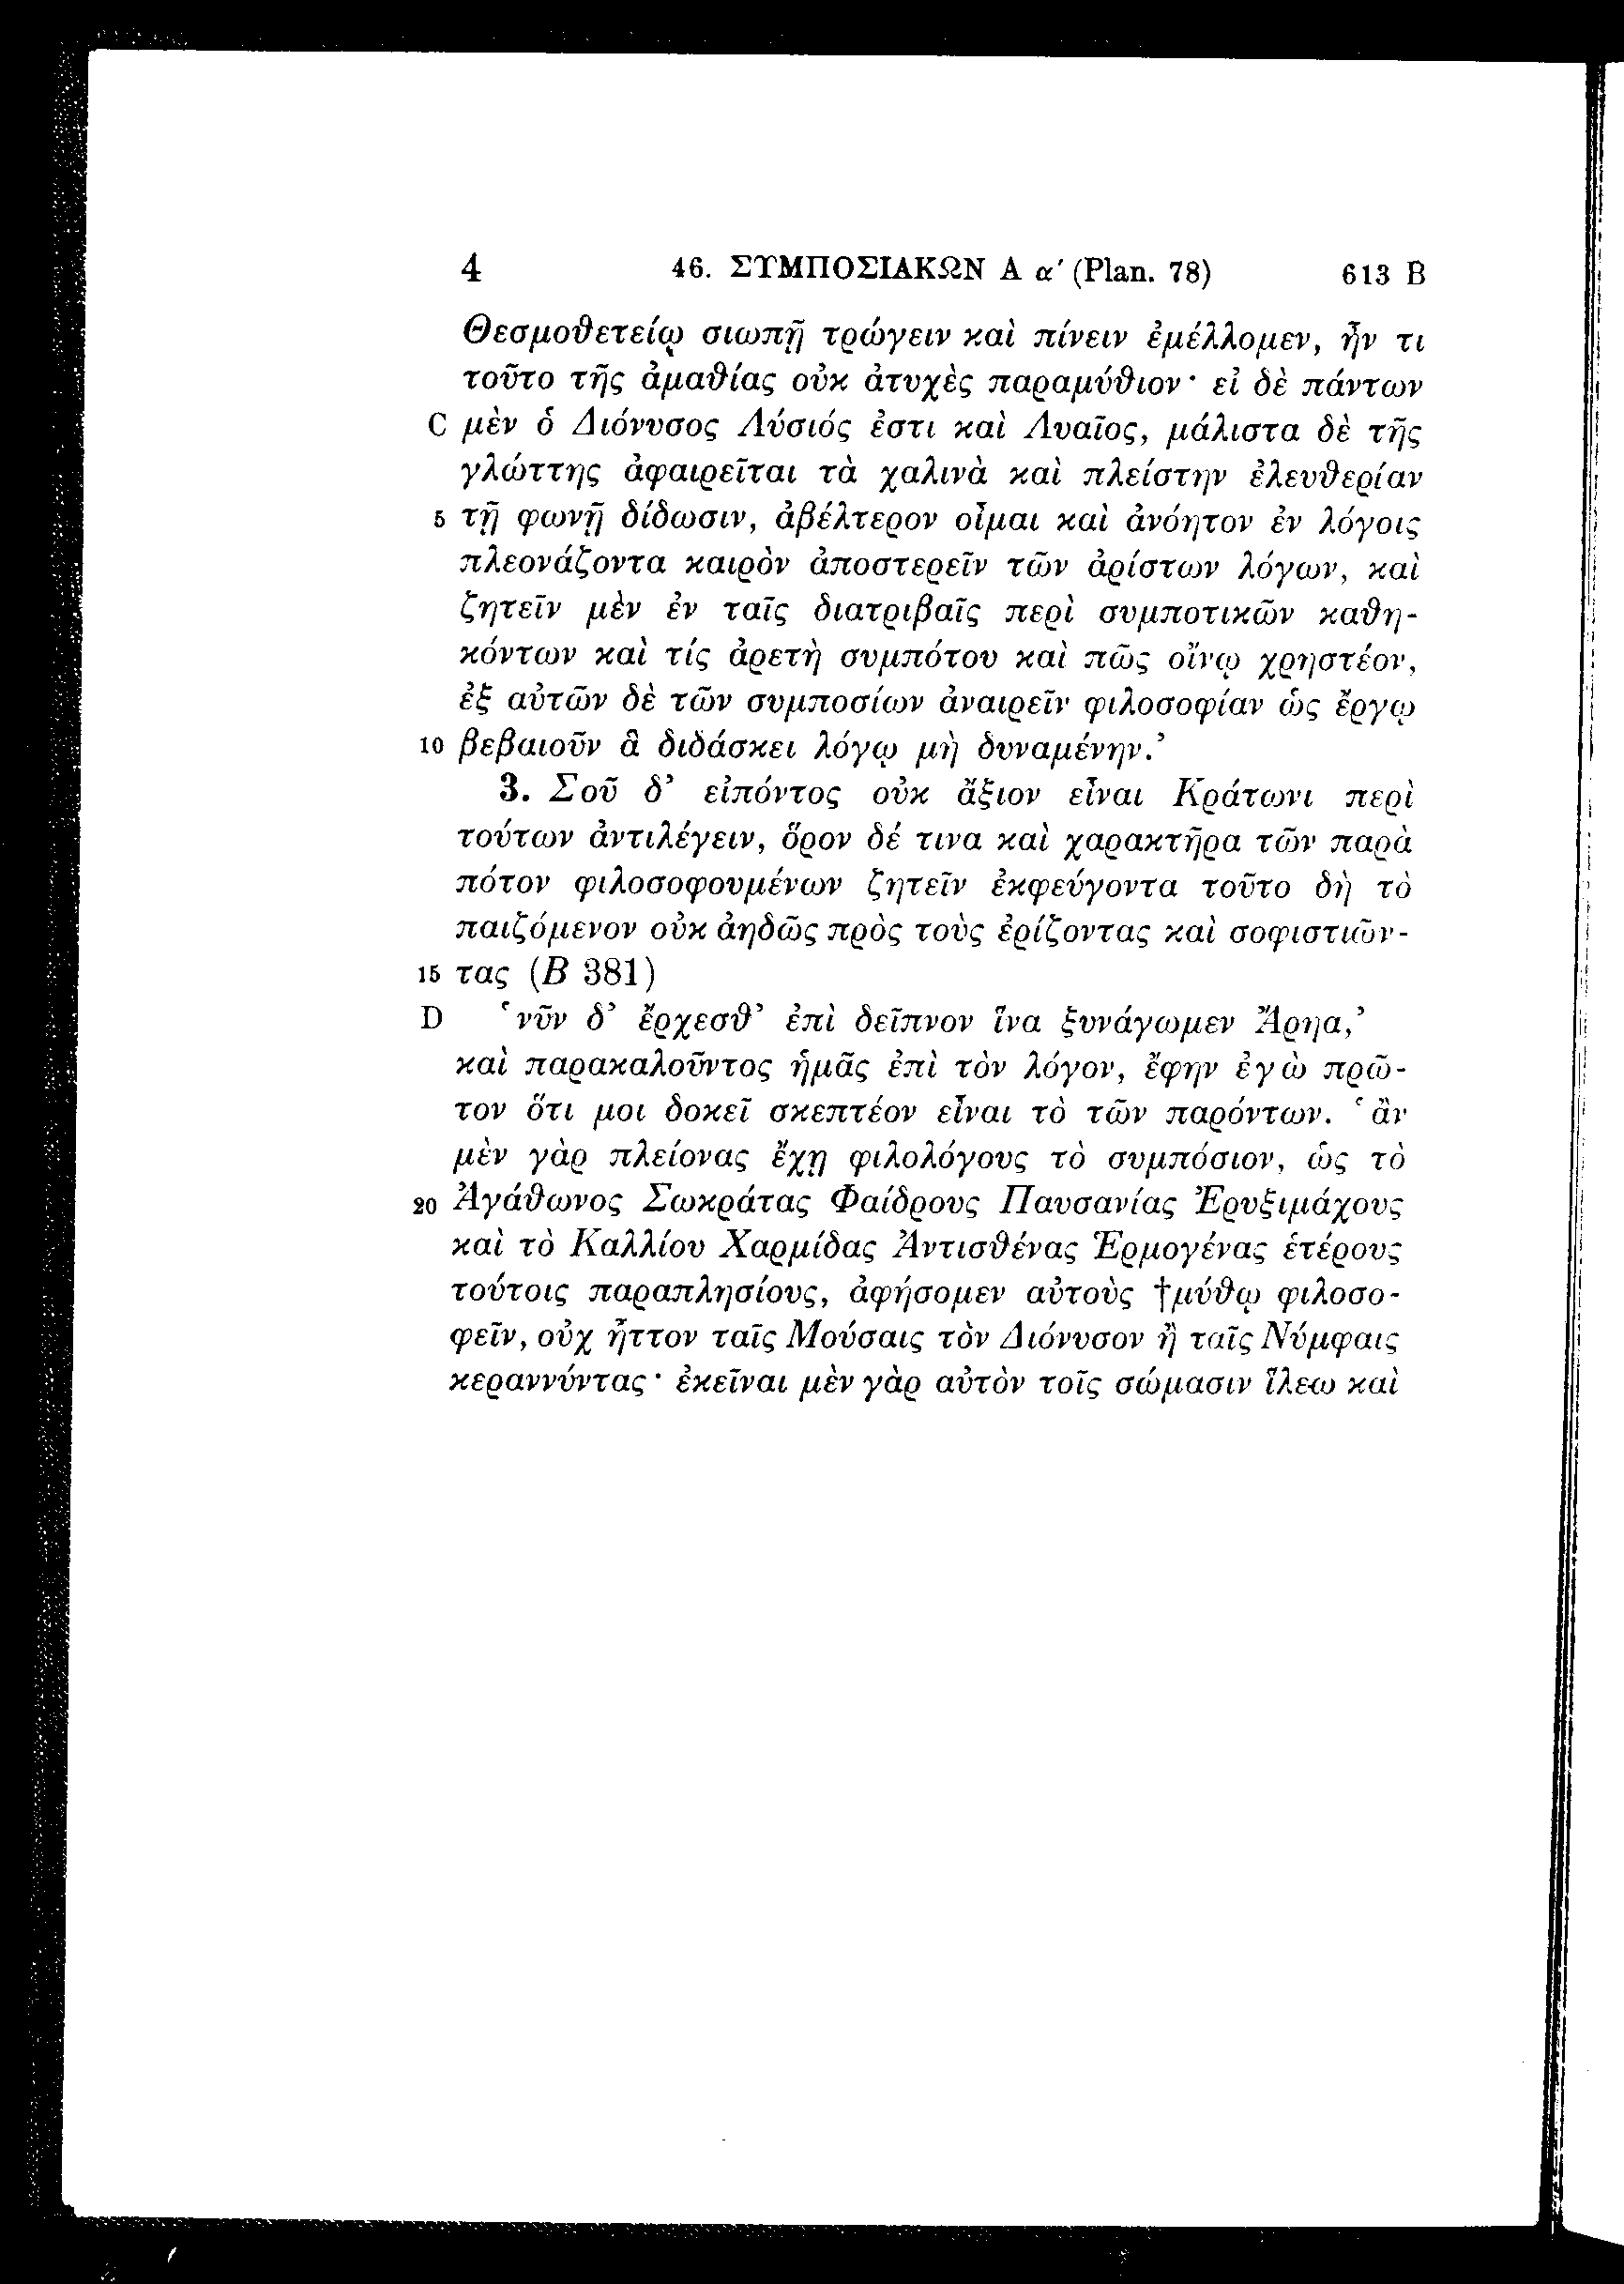 4 46. ΣΥΜΠΟΣΙΑΚΩΝ Α α′ (Plan. 78) 613 B
Θεσμοθετείῳ σιωπῇ τρώγειν καὶ πίνειν ἐμέλλομεν, ἦν τι
τοῦτο τῆς ἀμαθίας οὐκ ἀτυχὲς παραμύθιον· εἰ δὲ πάντων
C μὲν ὁ Διόνυσος Λύσιός ἐστι καὶ Λυαῖος, μάλιστα δὲ τῆς
γλώττης ἀφαιρεῖται τὰ χαλινὰ καὶ πλείστην ἐλευθερίαν
5 τῇ φωνῇ δίδωσιν, ἀβέλτερον οἶμαι καὶ ἀνόητον ἐν λόγοις
πλεονάζοντα καιρὸν ἀποστερεῖν τῶν ἀρίστων λόγων, καὶ
ζητεῖν μὲν ἐν ταῖς διατριβαῖς περὶ συμποτικῶν καθη-
κόντων καὶ τίς ἀρετὴ συμπότου καὶ πῶς οἴνῳ χρηστέον,
ἐξ αὐτῶν δὲ τῶν συμποσίων ἀναιρεῖν φιλοσοφίαν ὡς ἔργῳ
10 βεβαιοῦν ἃ διδάσκει λόγῳ μὴ δυναμένην.’
3. Σοῦ δ’ εἰπόντος οὐκ ἄξιον εἶναι Κράτωνι περὶ
τούτων ἀντιλέγειν, ὅρον δέ τινα καὶ χαρακτῆρα τῶν παρὰ
πότον φιλοσοφουμένων ζητεῖν ἐκφεύγοντα τοῦτο δὴ τὸ
παιζόμενον οὐκ ἀηδῶς πρὸς τοὺς ἐρίζοντας καὶ σοφιστιῶν-
15 τας (B 381)
D ‘νῦν δ’ ἔρχεσθ’ ἐπὶ δεῖπνον ἵνα ξυνάγωμεν Ἄρηα,’
καὶ παρακαλοῦντος ἡμᾶς ἐπὶ τὸν λόγον, ἔφην ἐγὼ πρῶ-
τον ὅτι μοι δοκεῖ σκεπτέον εἶναι τὸ τῶν παρόντων. ‘ἂν
μὲν γὰρ πλείονας ἔχῃ φιλολόγους τὸ συμπόσιον, ὡς τὸ
20 Ἀγάθωνος Σωκράτας Φαίδρους Παυσανίας Ἐρυξιμάχους
καὶ τὸ Καλλίου Χαρμίδας Ἀντισθένας Ἑρμογένας ἑτέρους
τούτοις παραπλησίους, ἀφήσομεν αὐτοὺς †μύθῳ φιλοσο-
φεῖν, οὐχ ἧττον ταῖς Μούσαις τὸν Διόνυσον ἢ ταῖς Νύμφαις
κεραννύντας· ἐκεῖναι μὲν γὰρ αὐτὸν τοῖς σώμασιν ἵλεω καὶ